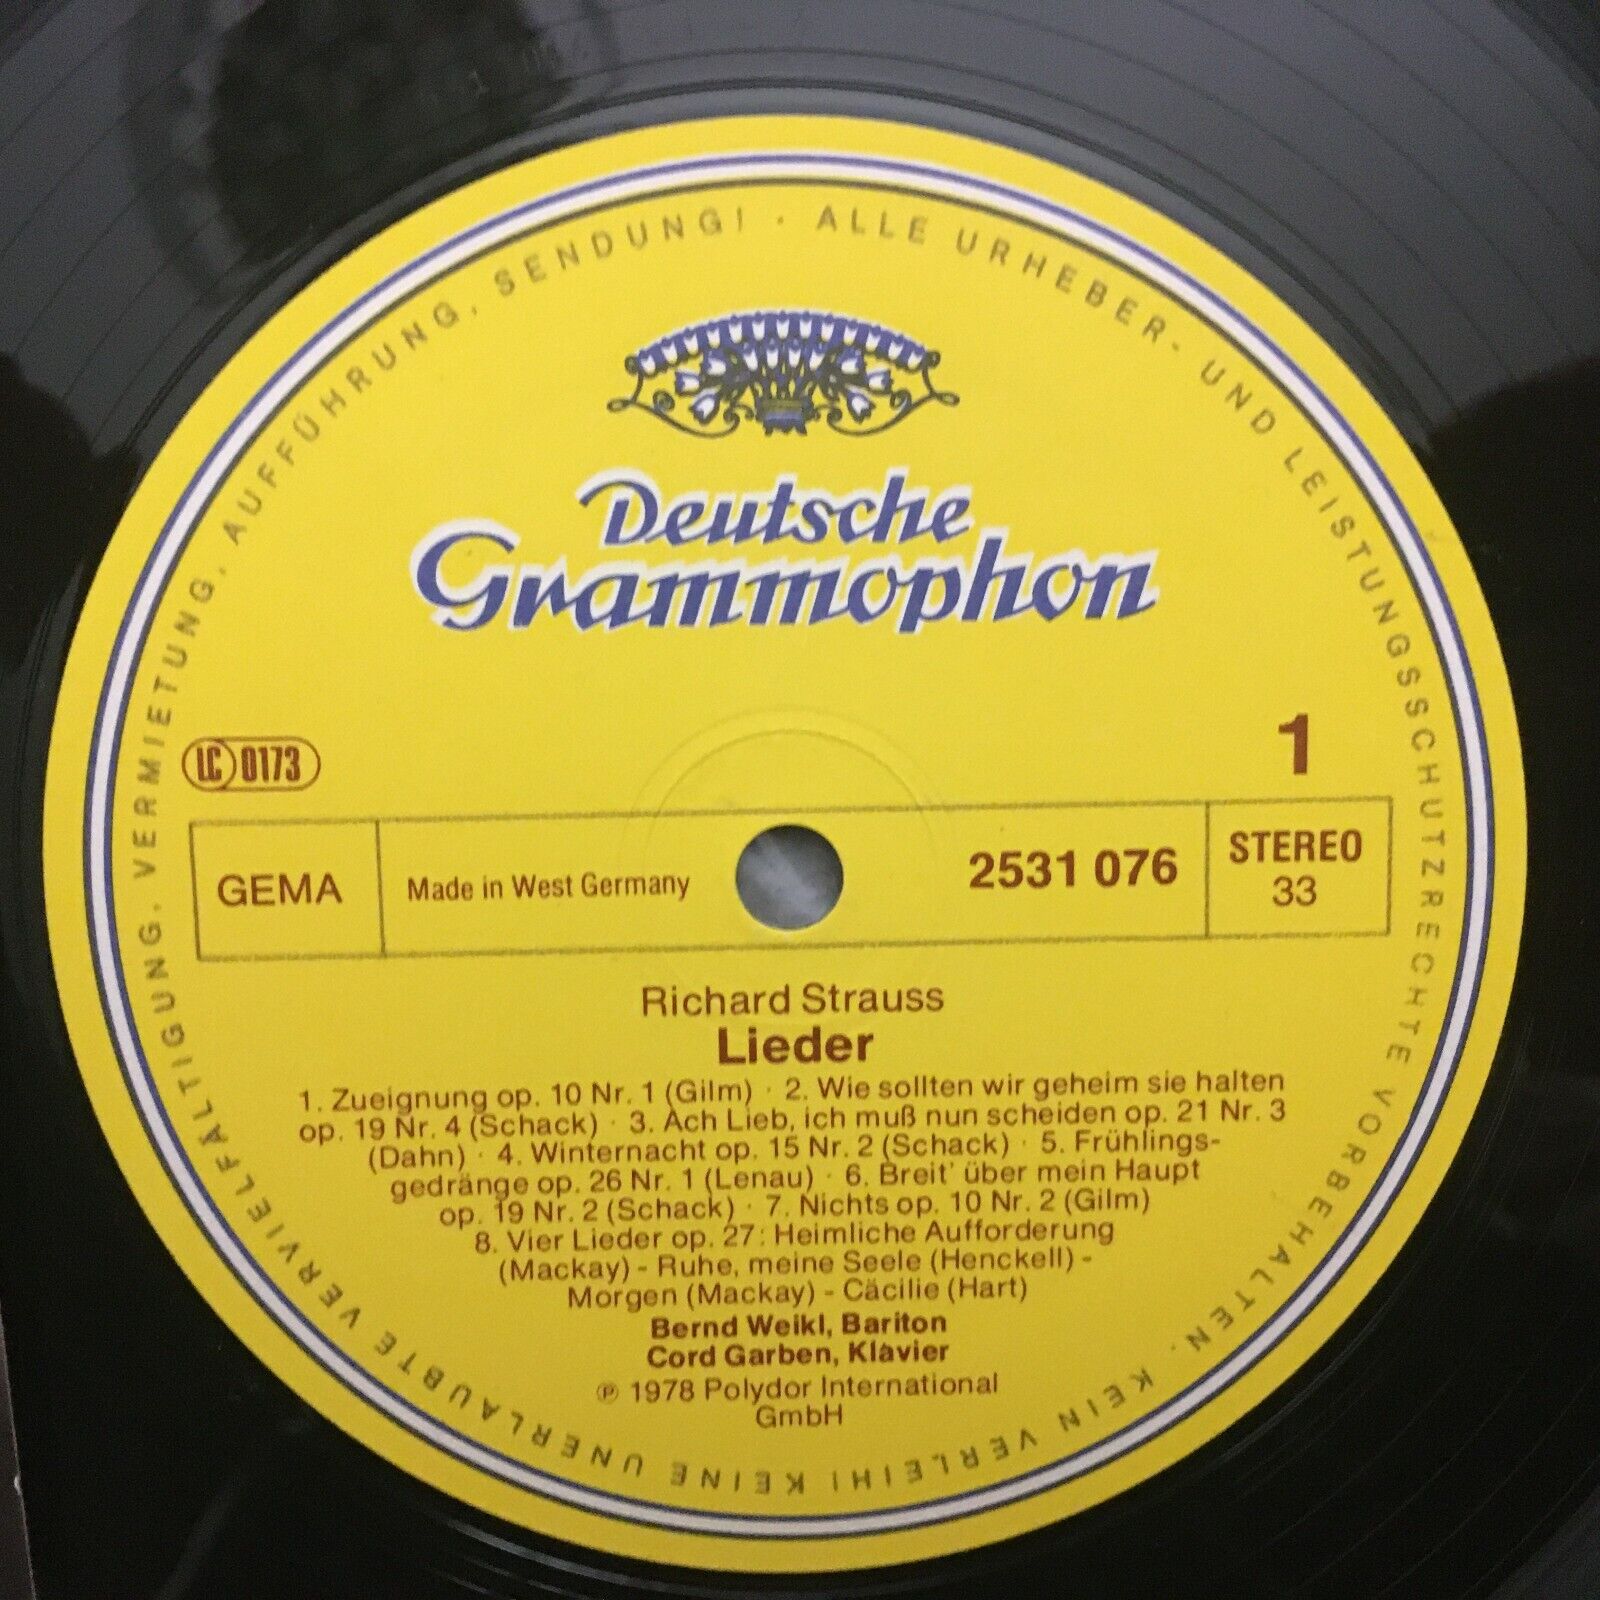 ALLE URHEBER- UND LEISTUNGSSCHUTZRECHTE VORBEHALTEN. KEIN VERLEIH! KEINE UNERLAUBTE VERVIELFÄLTIGUNG, VERMIETUNG, AUFFÜHRUNG, SENDUNG! ·
Deutsche
Grammophon
LC 0173
1
GEMA
Made in West Germany
2531 076
STEREO
33
Richard Strauss
Lieder
1. Zueignung op. 10 Nr. 1 (Gilm) · 2. Wie sollten wir geheim sie halten
op. 19 Nr. 4 (Schack) · 3. Ach Lieb, ich muß nun scheiden op. 21 Nr. 3
(Dahn) · 4. Winternacht op. 15 Nr. 2 (Schack) · 5. Frühlings-
gedränge op. 26 Nr. 1 (Lenau) · 6. Breit' über mein Haupt
op. 19 Nr. 2 (Schack) · 7. Nichts op. 10 Nr. 2 (Gilm)
8. Vier Lieder op. 27: Heimliche Aufforderung
(Mackay) - Ruhe, meine Seele (Henckell) -
Morgen (Mackay) - Cäcilie (Hart)
Bernd Weikl, Bariton
Cord Garben, Klavier
℗ 1978 Polydor International
GmbH